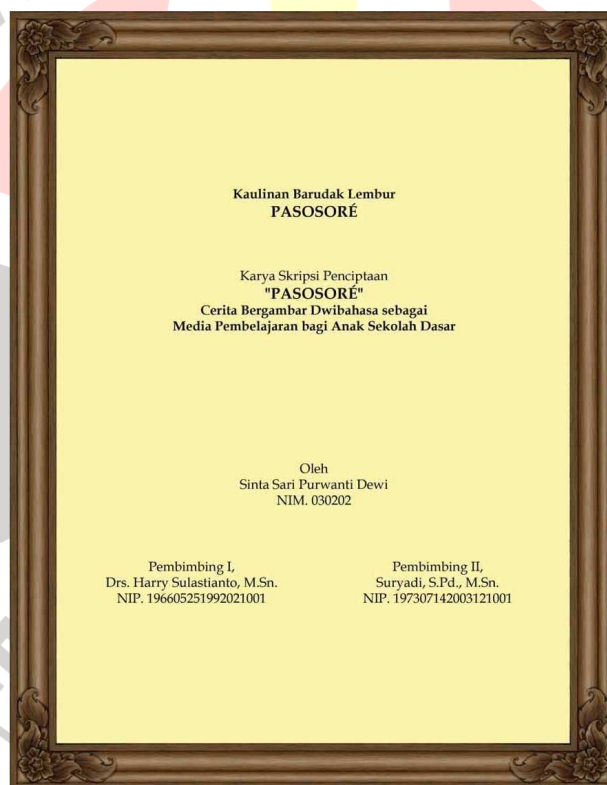 Kaulinan Barudak Lembur
PASOSORÉ
Karya Skripsi Penciptaan
"PASOSORÉ"
Cerita Bergambar Dwibahasa sebagai
Media Pembelajaran bagi Anak Sekolah Dasar
Oleh
Sinta Sari Purwanti Dewi
NIM. 030202
Pembimbing I,
Drs. Harry Sulastianto, M.Sn.
NIP. 196605251992021001
Pembimbing II,
Suryadi, S.Pd., M.Sn.
NIP. 197307142003121001